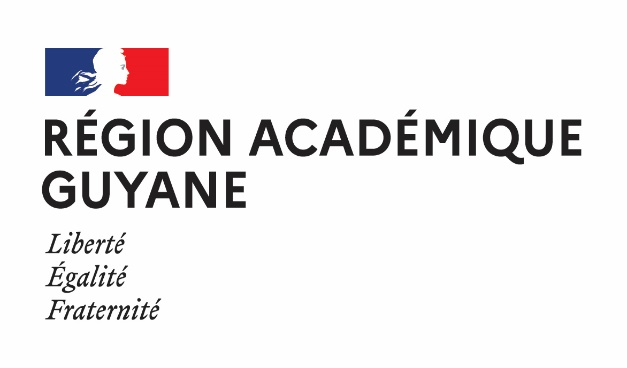 RÉGION ACADÉMIQUE
GUYANE
Liberté
Égalité
Fraternité